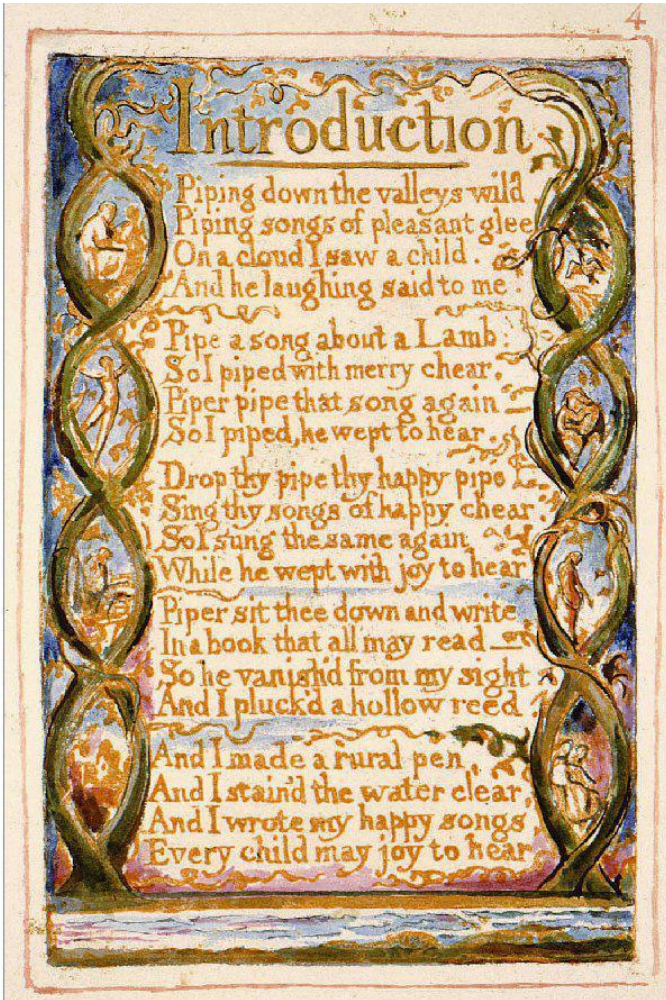 4
Introduction
Piping down the valleys wild
Piping songs of pleasant glee
On a cloud I saw a child.
And he laughing said to me.
Pipe a song about a Lamb:
So I piped with merry chear,
Piper pipe that song again—
So I piped, he wept to hear.
Drop thy pipe thy happy pipe
Sing thy songs of happy chear
So I sung the same again
While he wept with joy to hear
Piper sit thee down and write
In a book that all may read—
So he vanish'd from my sight
And I pluck'd a hollow reed.
And I made a rural pen,
And I stain'd the water clear,
And I wrote my happy songs
Every child may joy to hear